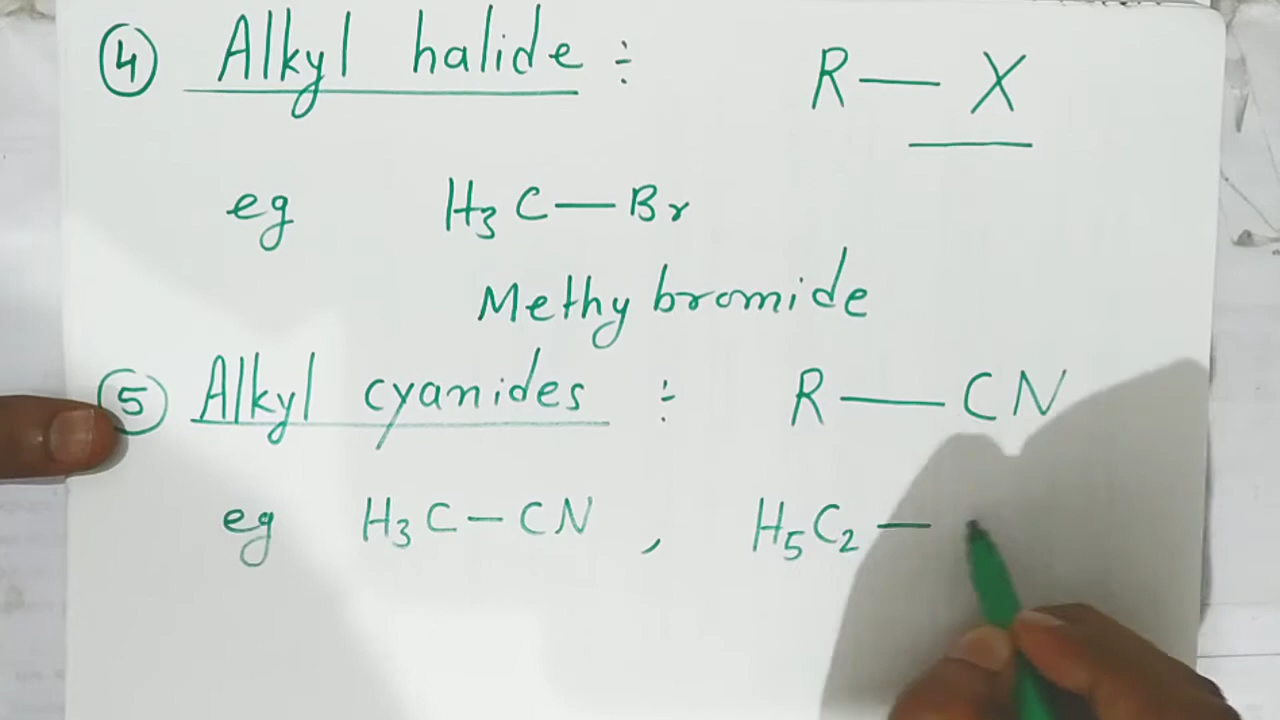 ④ Alkyl halide ÷ R — X
eg H₃C — Br
Methy bromide
⑤ Alkyl cyanides ÷ R — CN
eg H₃C – CN , H₅C₂ —